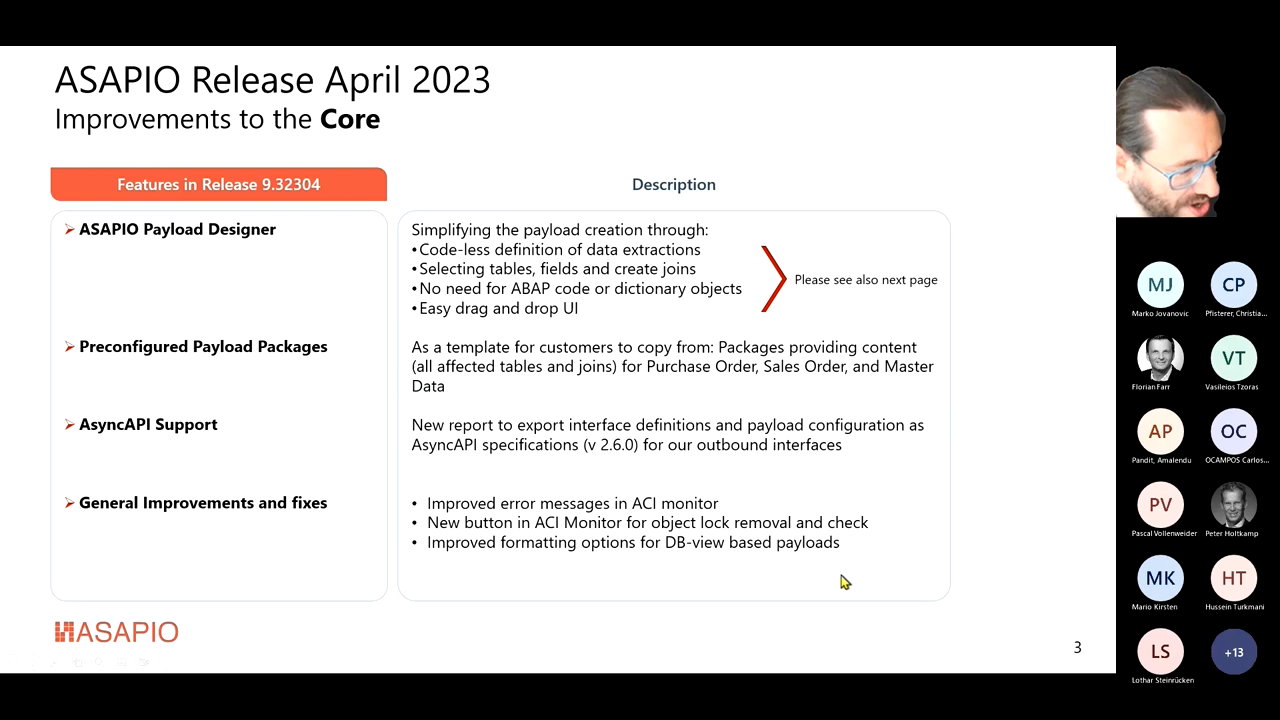 ASAPIO Release April 2023
Improvements to the Core
Features in Release 9.32304
Description
➢ ASAPIO Payload Designer
Simplifying the payload creation through:
•Code-less definition of data extractions
•Selecting tables, fields and create joins
•No need for ABAP code or dictionary objects
•Easy drag and drop UI
Please see also next page
➢ Preconfigured Payload Packages
As a template for customers to copy from: Packages providing content
(all affected tables and joins) for Purchase Order, Sales Order, and Master
Data
➢ AsyncAPI Support
New report to export interface definitions and payload configuration as
AsyncAPI specifications (v 2.6.0) for our outbound interfaces
➢ General Improvements and fixes
• Improved error messages in ACI monitor
• New button in ACI Monitor for object lock removal and check
• Improved formatting options for DB-view based payloads
ASAPIO
3
MJ
CP
Marko Jovanovic
Pfisterer, Christia...
VT
Florian Farr
Vasileios Tzoras
AP
OC
Pandit, Amalendu
OCAMPOS Carlos...
PV
Pascal Vollenweider
Peter Holtkamp
MK
HT
Mario Kirsten
Hussein Turkmani
LS
+13
Lothar Steinrücken